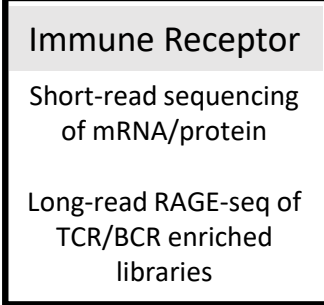 Immune Receptor
Short-read sequencing
of mRNA/protein
Long-read RAGE-seq of
TCR/BCR enriched
libraries